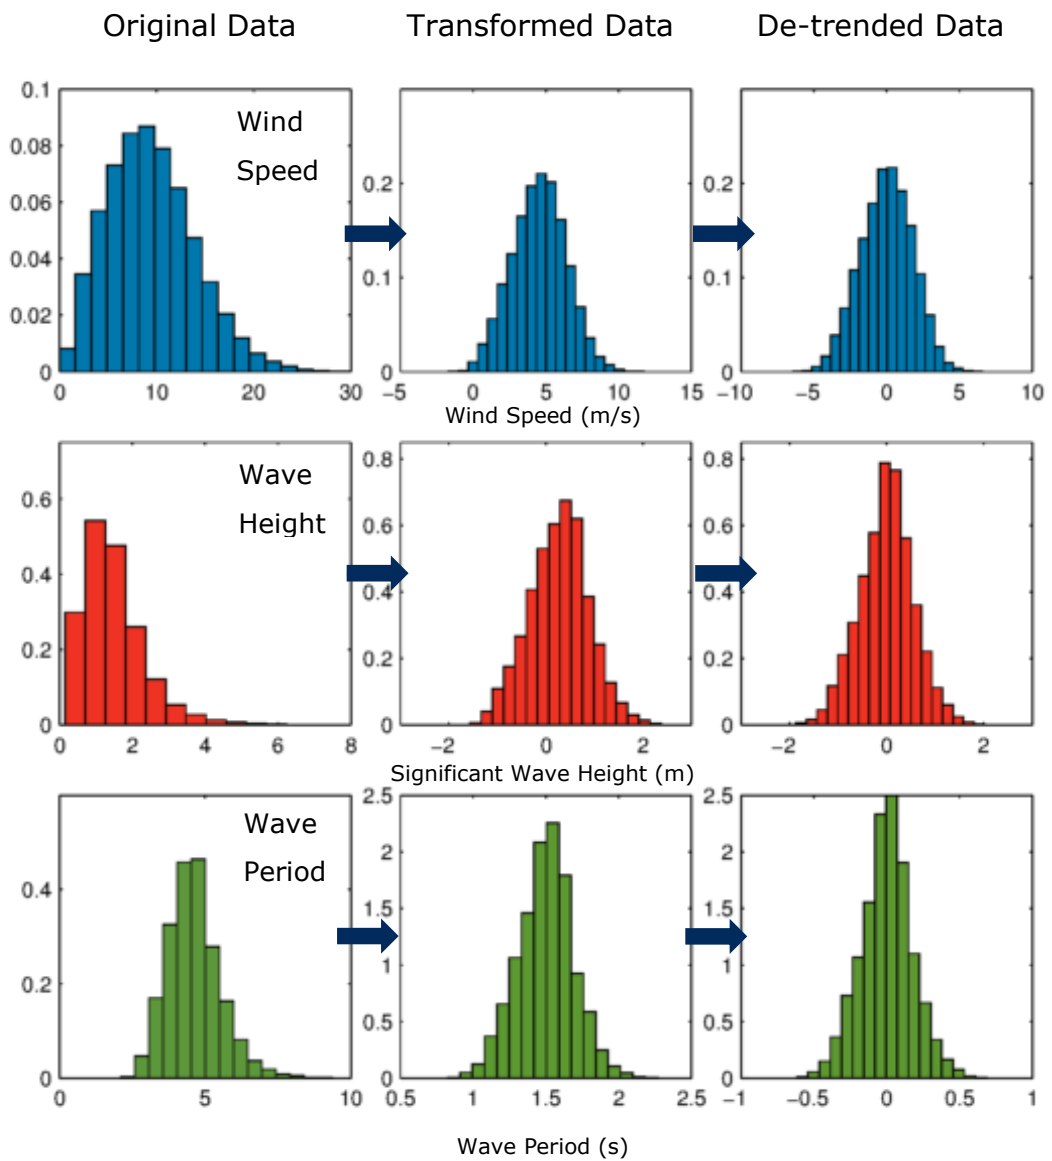 Original Data Transformed Data De-trended Data
0.1
0.08
0.06
0.04
0.02
0
0 10 20 30
Wind
Speed
0.2
0.1
0
−5 0 5 10 15
0.2
0.1
0
−10 −5 0 5 10
Wind Speed (m/s)
0.6
0.4
0.2
0
0 2 4 6 8
Wave
Height
0.8
0.6
0.4
0.2
0
−2 0 2
0.8
0.6
0.4
0.2
0
−2 0 2
Significant Wave Height (m)
0.4
0.2
0
0 5 10
Wave
Period
2.5
2
1.5
1
0.5
0
0.5 1 1.5 2 2.5
2.5
2
1.5
1
0.5
0
−1 −0.5 0 0.5 1
Wave Period (s)